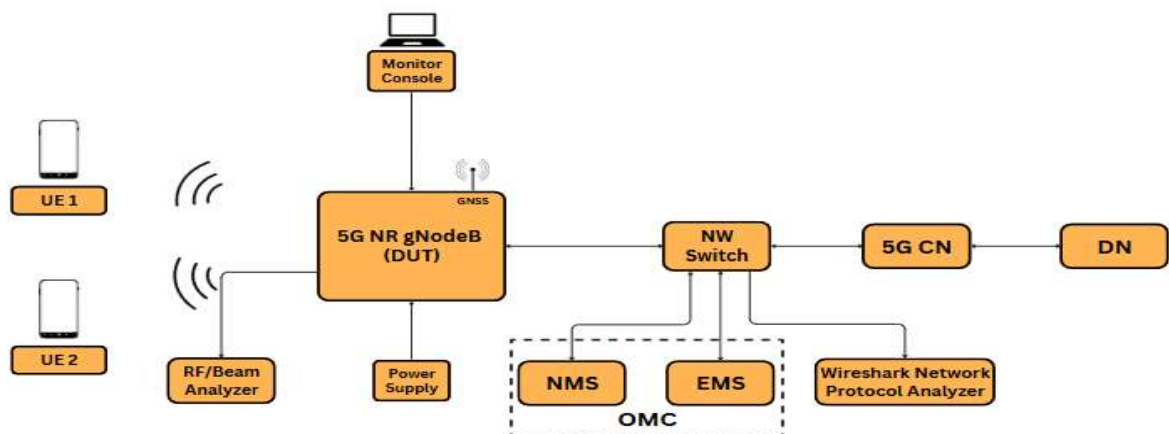 Monitor
Console
UE 1
GNSS
5G NR gNodeB
(DUT)
NW
Switch
5G CN
DN
UE 2
RF/Beam
Analyzer
Power
Supply
NMS
EMS
Wireshark Network
Protocol Analyzer
OMC